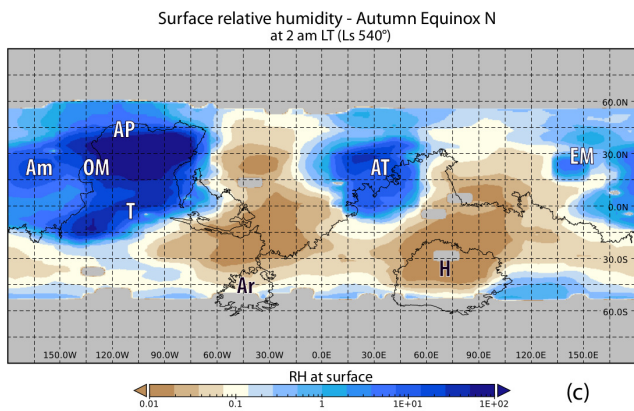 Surface relative humidity - Autumn Equinox N
at 2 am LT (Ls 540°)
60.0N
AP
Am OM AT EM
30.0N
T
0.0N
30.0S
H
Ar
60.0S
150.0W 120.0W 90.0W 60.0W 30.0W 0.0E 30.0E 60.0E 90.0E 120.0E 150.0E
RH at surface
(c)
0.01 0.1 1 1E+01 1E+02